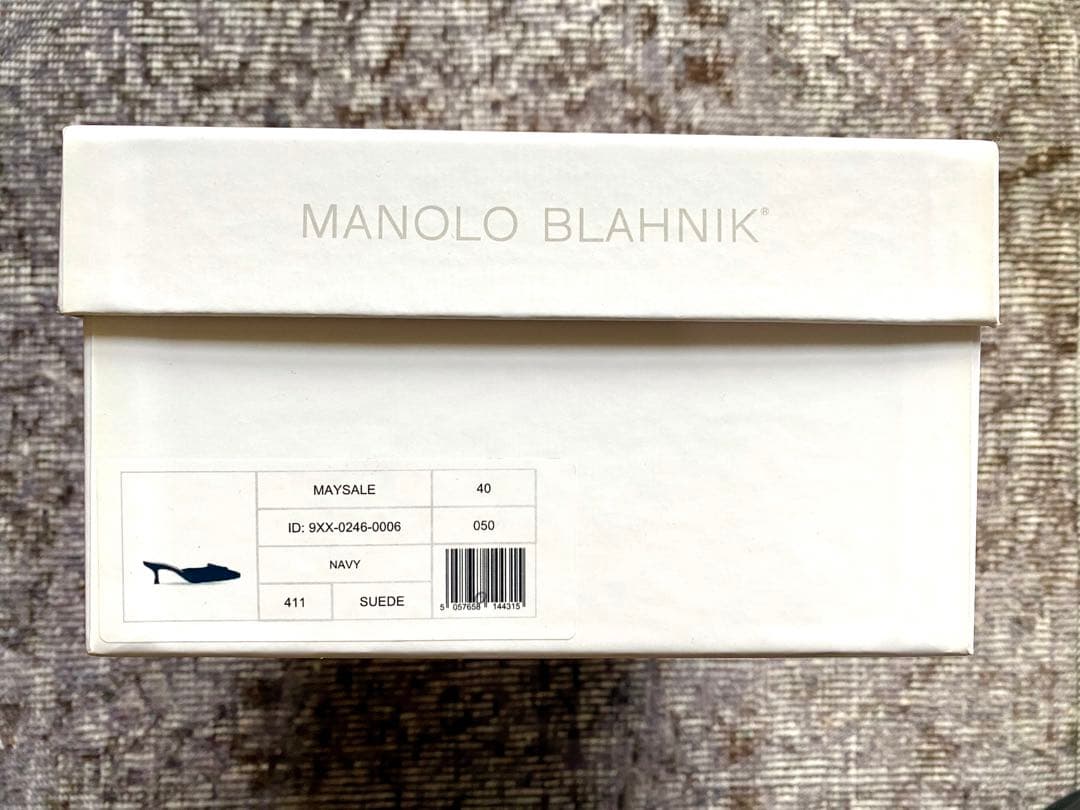 MANOLO BLAHNIK®
MAYSALE 40
ID: 9XX-0246-0006 050
NAVY
411 SUEDE
5 057658 144315